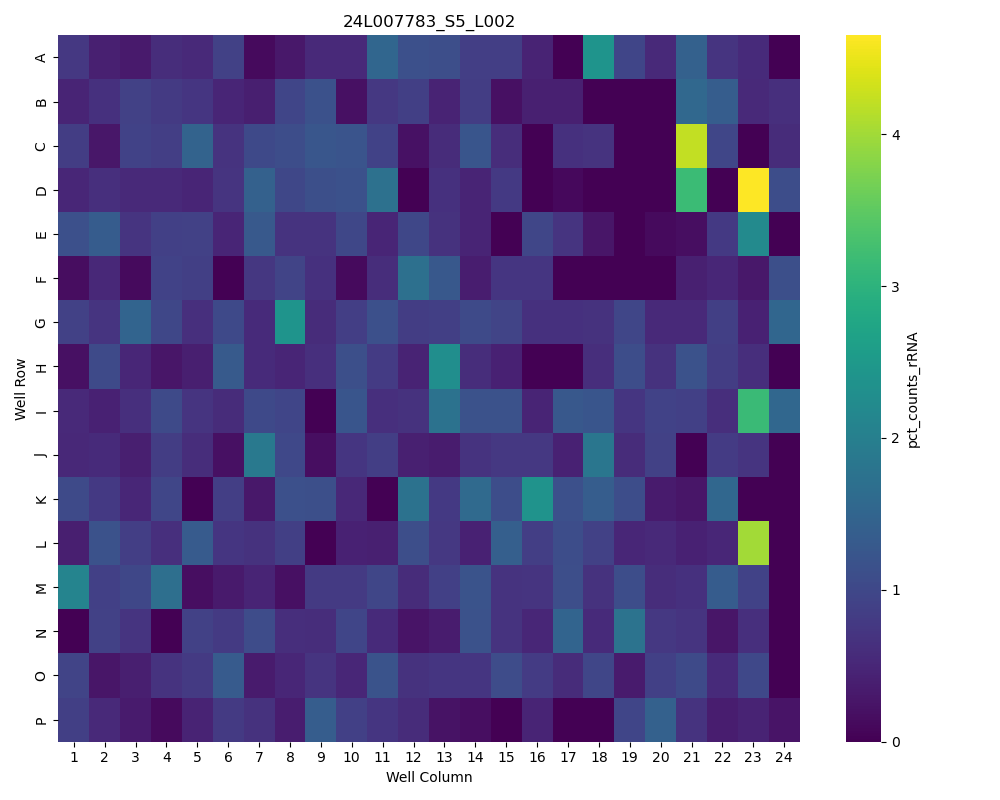 24L007783_S5_L002
A
B
C
D
E
F
G
H
I
J
K
L
M
N
O
P
Well Row
1 2 3 4 5 6 7 8 9 10 11 12 13 14 15 16 17 18 19 20 21 22 23 24
Well Column
4
3
2
1
0
pct_counts_rRNA